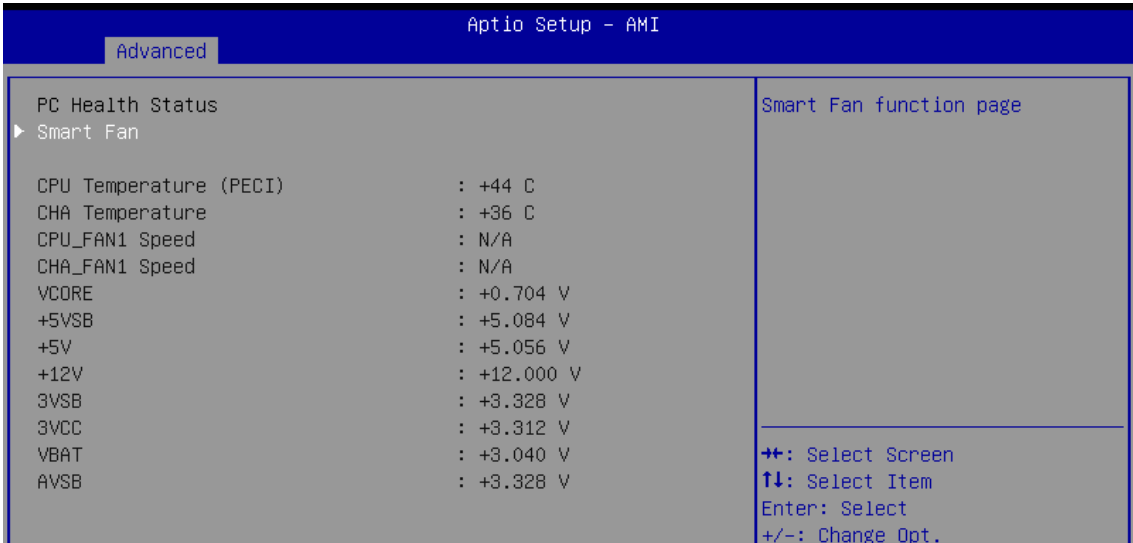 Aptio Setup – AMI
Advanced
PC Health Status
Smart Fan
CPU Temperature (PECI) : +44 C
CHA Temperature : +36 C
CPU_FAN1 Speed : N/A
CHA_FAN1 Speed : N/A
VCORE : +0.704 V
+5VSB : +5.084 V
+5V : +5.056 V
+12V : +12.000 V
3VSB : +3.328 V
3VCC : +3.312 V
VBAT : +3.040 V
AVSB : +3.328 V
Smart Fan function page
→←: Select Screen
↑↓: Select Item
Enter: Select
+/-: Change Opt.